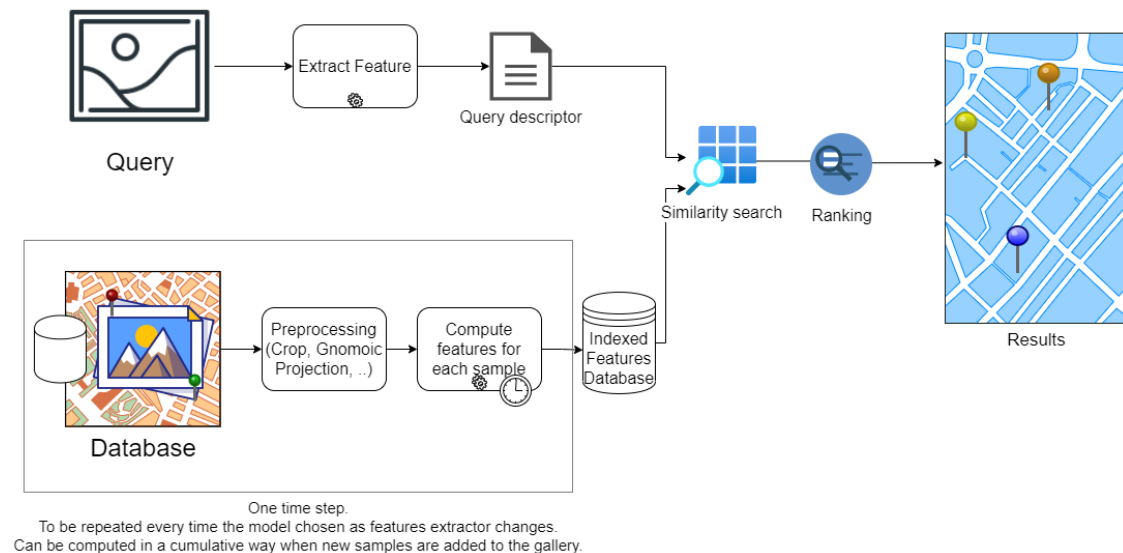 Extract Feature
Query descriptor
Query
Similarity search
Ranking
Results
Preprocessing
(Crop, Gnomoic
Projection, ..)
Compute
features for
each sample
Indexed
Features
Database
Database
One time step.
To be repeated every time the model chosen as features extractor changes.
Can be computed in a cumulative way when new samples are added to the gallery.